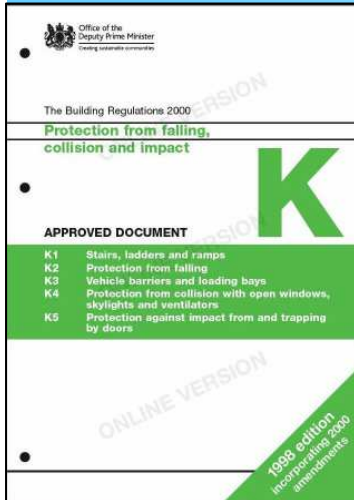 Office of the
Deputy Prime Minister
Creating sustainable communities
ONLINE VERSION
The Building Regulations 2000
Protection from falling,
collision and impact
K
APPROVED DOCUMENT
K1 Stairs, ladders and ramps
K2 Protection from falling
K3 Vehicle barriers and loading bays
K4 Protection from collision with open windows,
skylights and ventilators
K5 Protection against impact from and trapping
by doors
ONLINE VERSION
1998 edition
incorporating 2000
amendments